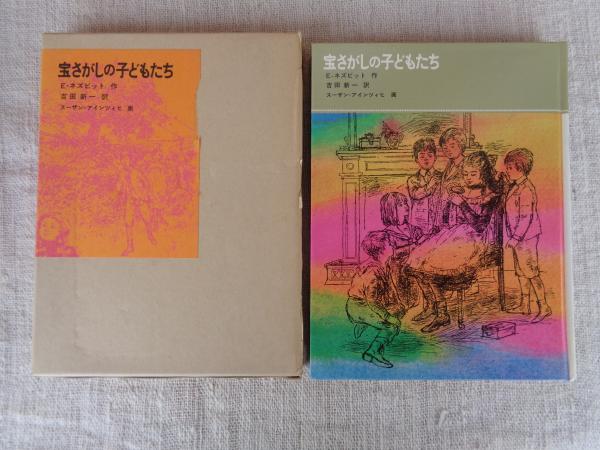 宝さがしの子どもたち
E・ネズビット 作
吉田 新一 訳
スーザン・アインツィヒ 画
宝さがしの子どもたち
E・ネズビット 作
吉田 新一 訳
スーザン・アインツィヒ 画